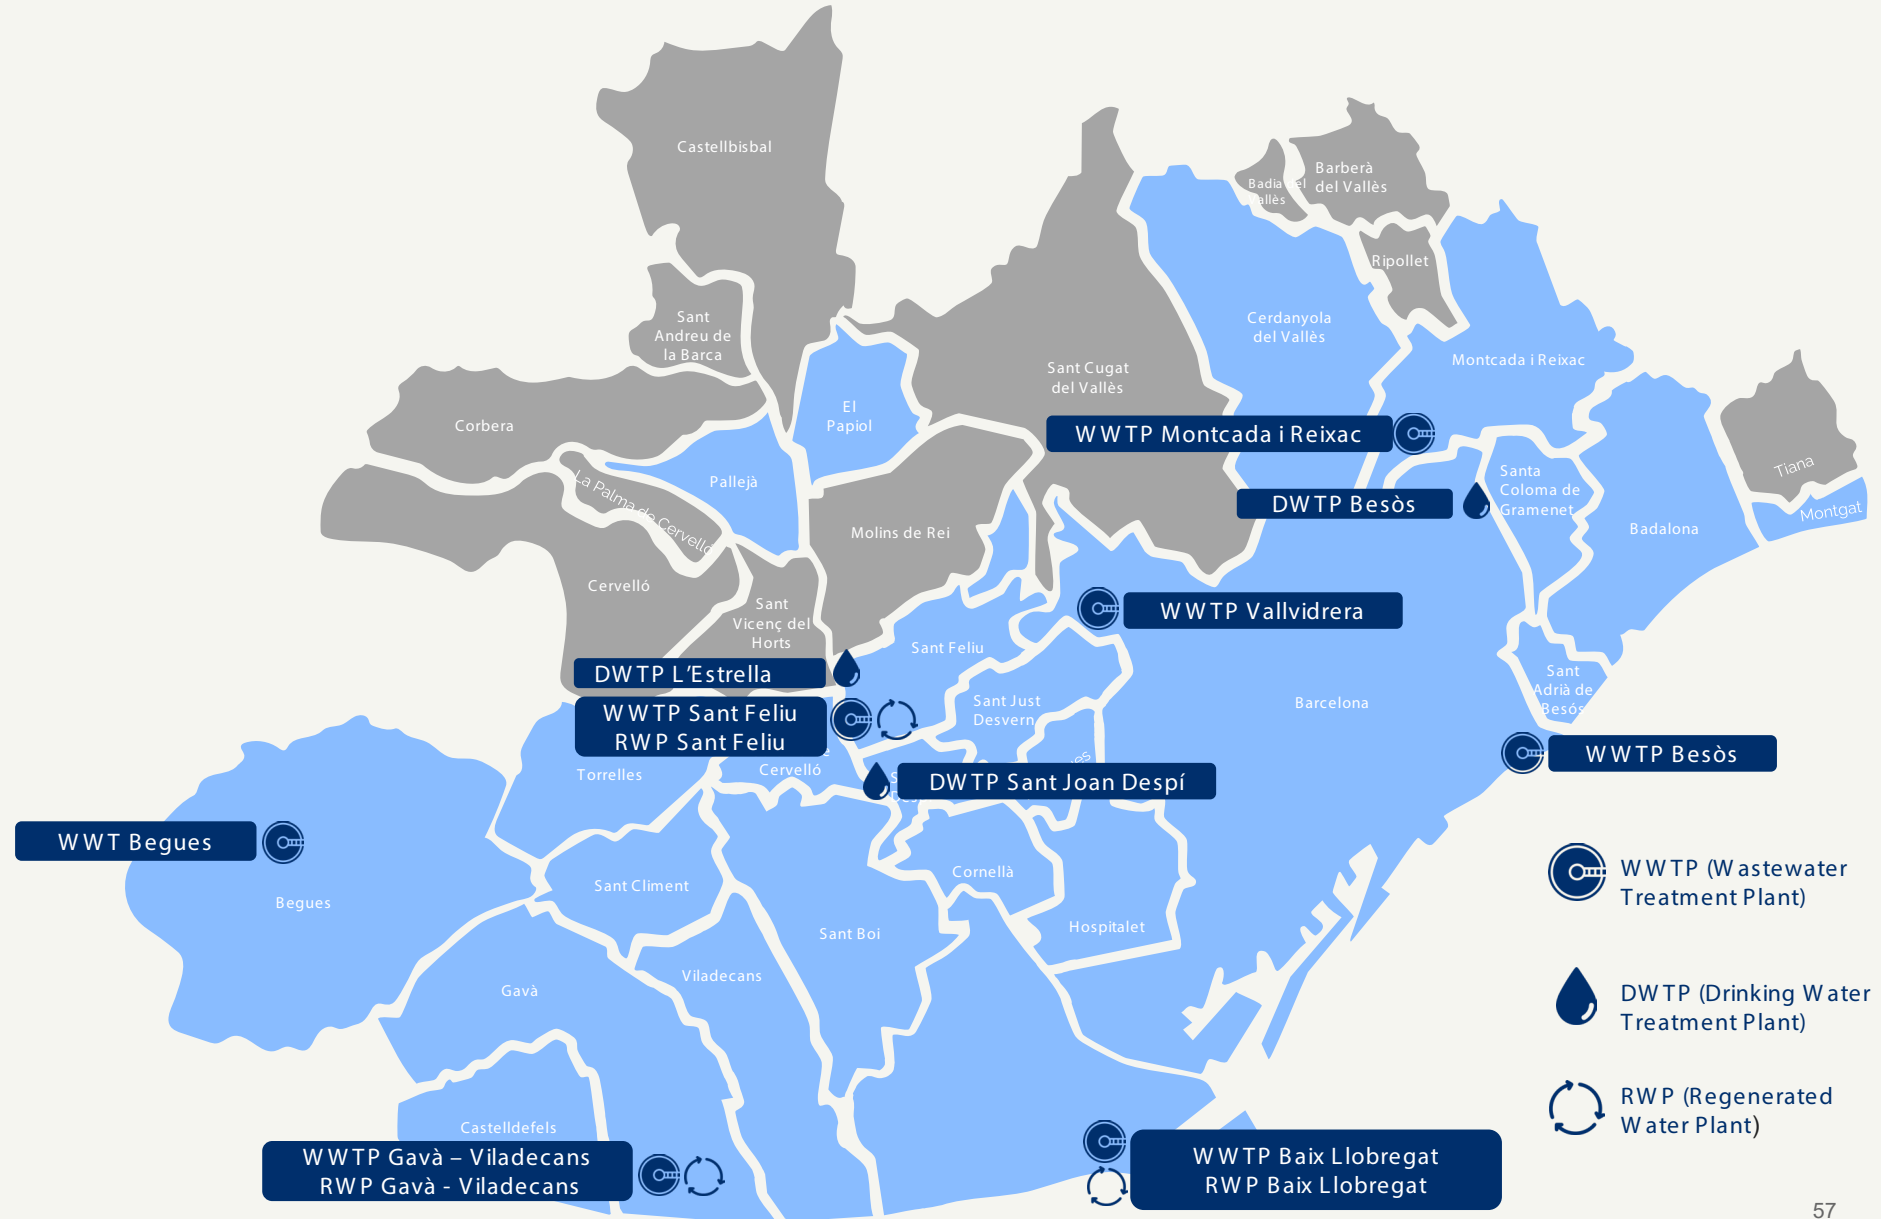 Castellbisbal
Badia del
Vallès
Barberà
del Vallès
Ripollet
Sant
Andreu de
la Barca
Cerdanyola
del Vallès
Montcada i Reixac
Sant Cugat
del Vallès
El
Papiol
Corbera
WWTP Montcada i Reixac
Tiana
Montgat
Pallejà
La Palma de Cervelló
Santa
Coloma de
Gramenet
DWTP Besòs
Badalona
Molins de Rei
Cervelló
Sant
Vicenç del
Horts
WWTP Vallvidrera
Sant Feliu
DWTP L’Estrella
Sant Just
Desvern
Barcelona
Sant
Adrià de
Besós
WWTP Sant Feliu
RWP Sant Feliu
WWTP Besòs
Torrelles
Cervelló
DWTP Sant Joan Despí
WWT Begues
Begues
Sant Climent
Cornellà
Sant Boi
Hospitalet
Viladecans
Gavà
Castelldefels
WWTP Gavà – Viladecans
RWP Gavà - Viladecans
WWTP Baix Llobregat
RWP Baix Llobregat
WWTP (Wastewater
Treatment Plant)
DWTP (Drinking Water
Treatment Plant)
RWP (Regenerated
Water Plant)
57